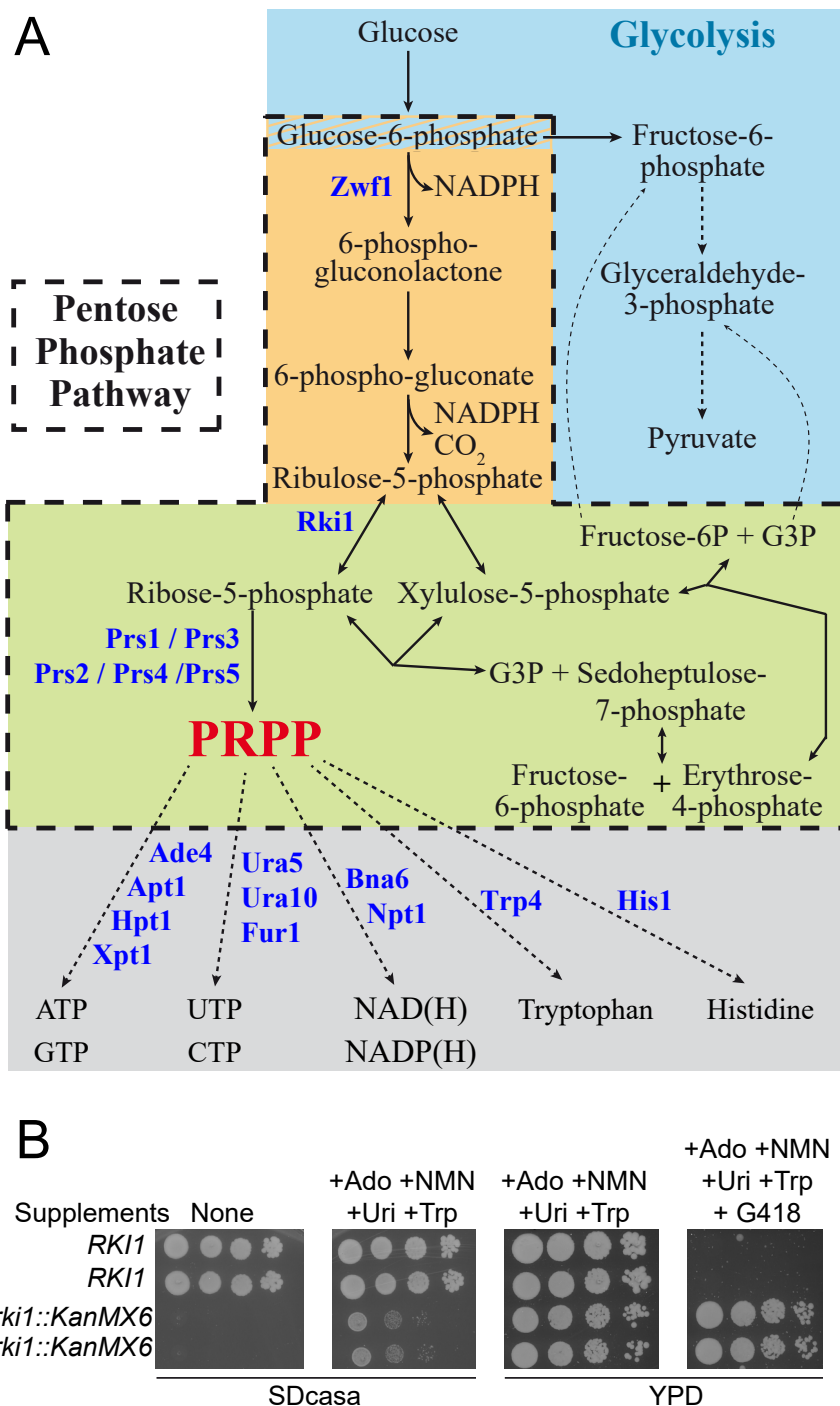 A
Glucose
Glycolysis
Glucose-6-phosphate
Fructose-6-
phosphate
Zwf1
NADPH
6-phospho-
gluconolactone
Glyceraldehyde-
3-phosphate
Pentose
Phosphate
Pathway
6-phospho-gluconate
NADPH
CO2
Pyruvate
Ribulose-5-phosphate
Rki1
Fructose-6P + G3P
Ribose-5-phosphate
Xylulose-5-phosphate
Prs1 / Prs3
Prs2 / Prs4 /Prs5
G3P + Sedoheptulose-
7-phosphate
PRPP
Fructose-
6-phosphate
+
Erythrose-
4-phosphate
Ade4
Apt1
Hpt1
Xpt1
Ura5
Ura10
Fur1
Bna6
Npt1
Trp4
His1
ATP
GTP
UTP
CTP
NAD(H)
NADP(H)
Tryptophan
Histidine
B
Supplements
None
+Ado +NMN
+Uri +Trp
+Ado +NMN
+Uri +Trp
+Ado +NMN
+Uri +Trp
+ G418
RKI1
RKI1
rki1::KanMX6
rki1::KanMX6
SDcasa
YPD